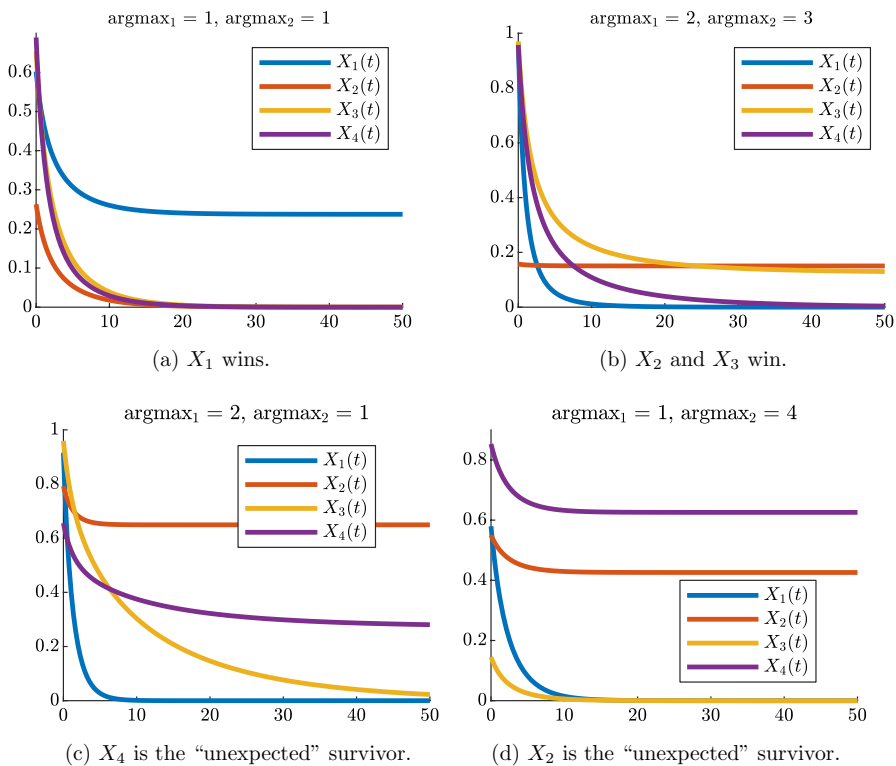 argmax₁ = 1, argmax₂ = 1
0.6
0.5
0.4
0.3
0.2
0.1
0
0 10 20 30 40 50
X₁(t)
X₂(t)
X₃(t)
X₄(t)
(a) X₁ wins.
argmax₁ = 2, argmax₂ = 3
1
0.8
0.6
0.4
0.2
0
0 10 20 30 40 50
X₁(t)
X₂(t)
X₃(t)
X₄(t)
(b) X₂ and X₃ win.
argmax₁ = 2, argmax₂ = 1
1
0.8
0.6
0.4
0.2
0
0 10 20 30 40 50
X₁(t)
X₂(t)
X₃(t)
X₄(t)
(c) X₄ is the “unexpected” survivor.
argmax₁ = 1, argmax₂ = 4
0.8
0.6
0.4
0.2
0
0 10 20 30 40 50
X₁(t)
X₂(t)
X₃(t)
X₄(t)
(d) X₂ is the “unexpected” survivor.